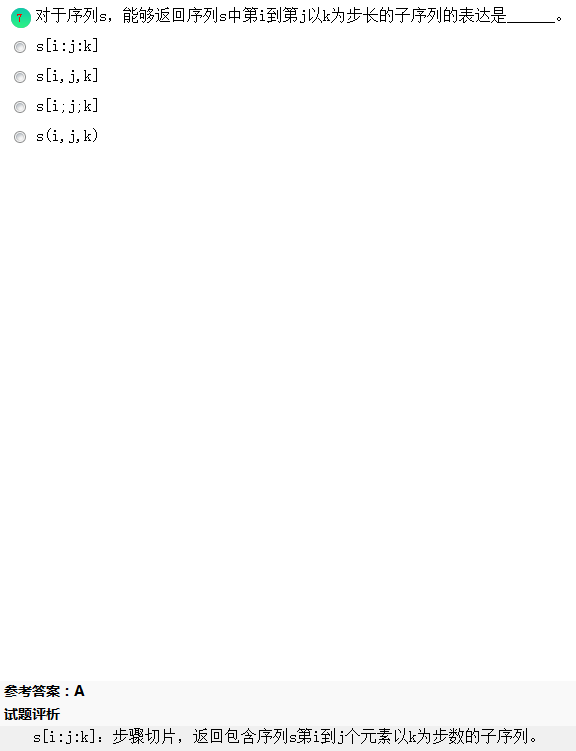 7 对于序列s，能够返回序列s中第i到第j以k为步长的子序列的表达是______。
s[i:j:k]
s[i,j,k]
s[i;j;k]
s(i,j,k)
参考答案：A
试题评析
s[i:j:k]：步骤切片，返回包含序列s第i到j个元素以k为步数的子序列。